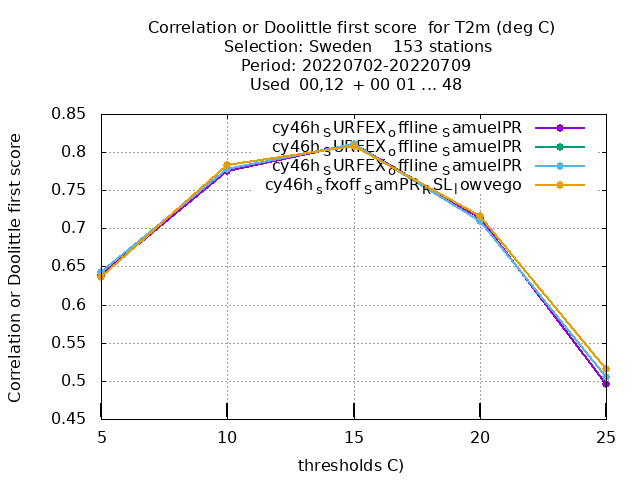 Correlation or Doolittle first score  for T2m (deg C)
Selection: Sweden    153 stations
Period: 20220702-20220709
Used  00,12  + 00 01 ... 48
cy46h_SURFEX_offline_SamuelPR
cy46h_SURFEX_offline_SamuelPR
cy46h_SURFEX_offline_SamuelPR
cy46h_sfxoff_SamPR_RSL_lowvego
Correlation or Doolittle first score
0.85
0.8
0.75
0.7
0.65
0.6
0.55
0.5
0.45
5 10 15 20 25
thresholds C)